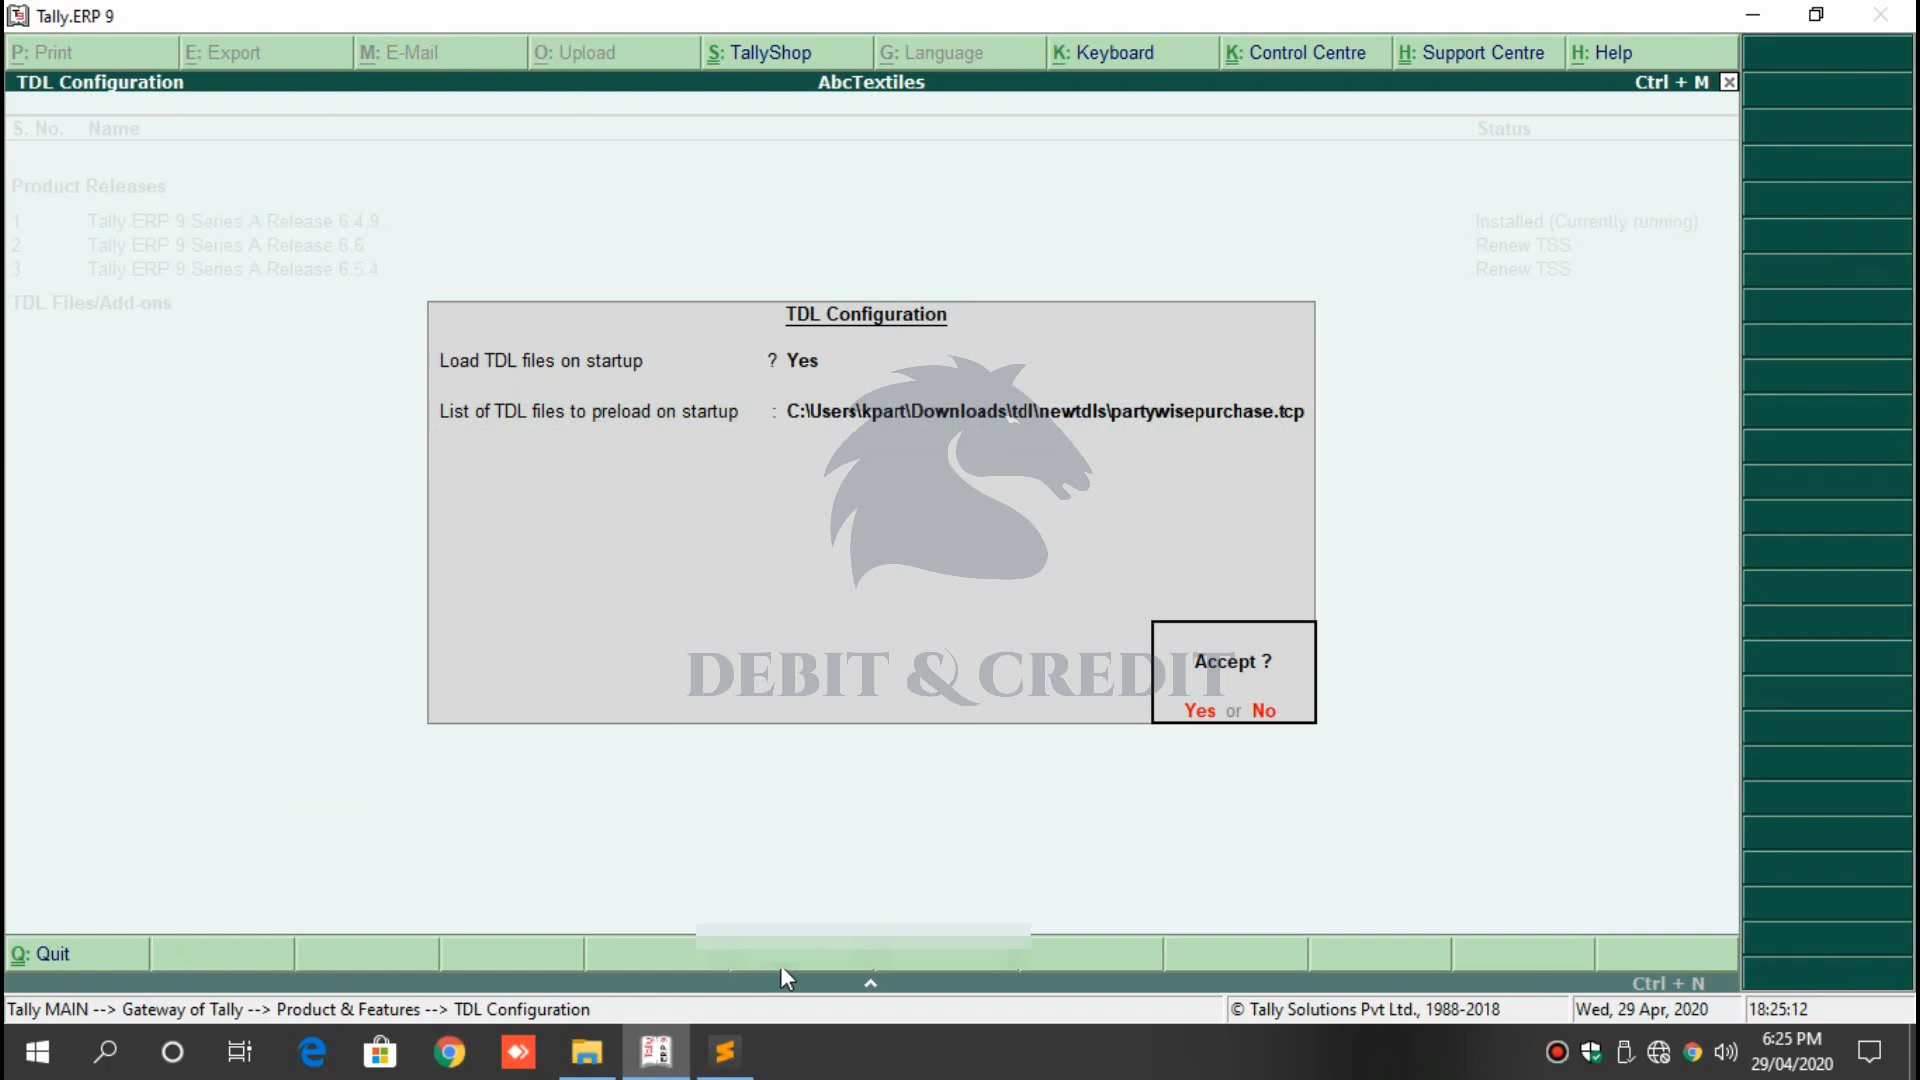 Tally.ERP 9
P: Print E: Export M: E-Mail O: Upload S: TallyShop G: Language K: Keyboard K: Control Centre H: Support Centre H: Help
TDL Configuration AbcTextiles Ctrl + M
S. No. Name Status
Product Releases
1 Tally.ERP 9 Series A Release 6.4.9 Installed (Currently running)
2 Tally.ERP 9 Series A Release 6.6 Renew TSS
3 Tally.ERP 9 Series A Release 6.5.4 Renew TSS
TDL Files/Add-ons
TDL Configuration
Load TDL files on startup ? Yes
List of TDL files to preload on startup : C:\Users\kpart\Downloads\tdl\newtdls\partywisepurchase.tcp
DEBIT & CREDIT
Accept ?
Yes or No
Q: Quit
Ctrl + N
Tally MAIN --> Gateway of Tally --> Product & Features --> TDL Configuration © Tally Solutions Pvt Ltd., 1988-2018 Wed, 29 Apr, 2020 18:25:12
6:25 PM
29/04/2020